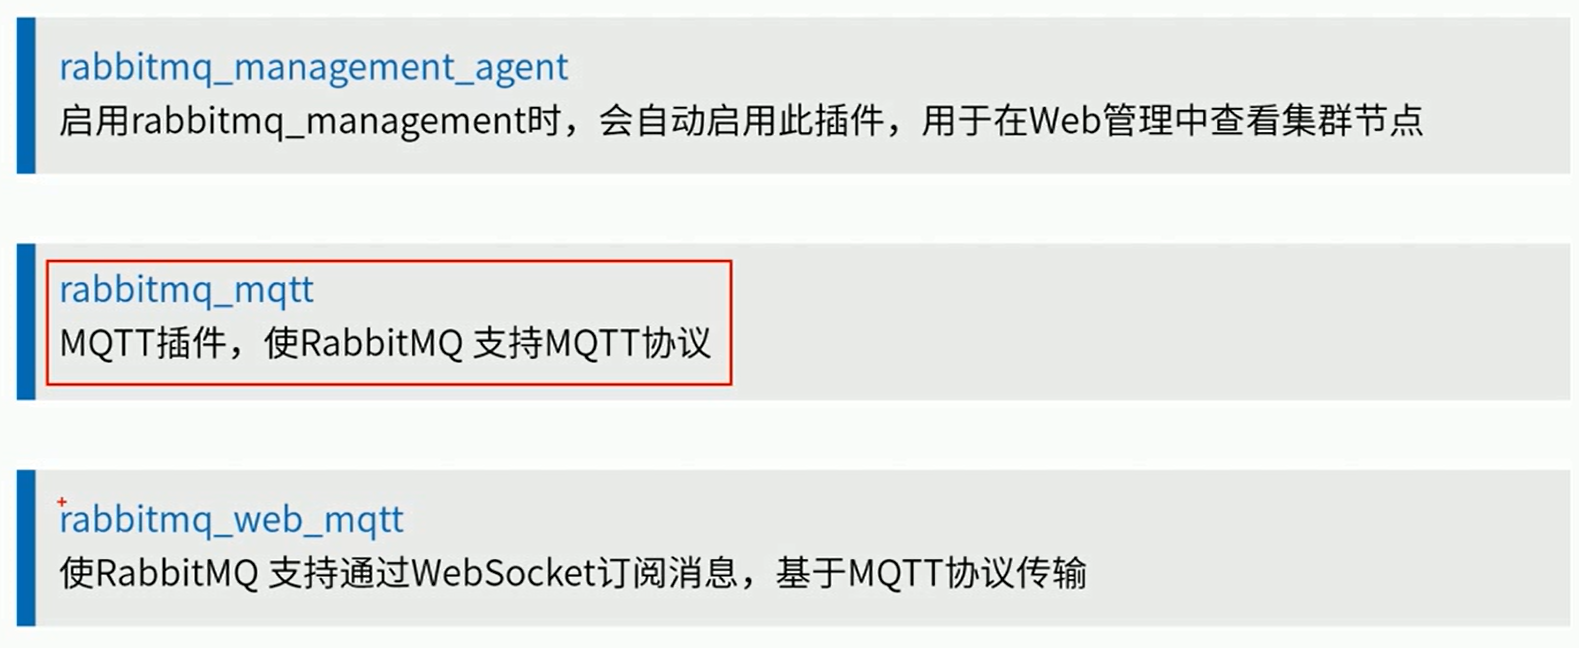 rabbitmq_management_agent
启用rabbitmq_management时，会自动启用此插件，用于在Web管理中查看集群节点
rabbitmq_mqtt
MQTT插件，使RabbitMQ 支持MQTT协议
rabbitmq_web_mqtt
使RabbitMQ 支持通过WebSocket订阅消息，基于MQTT协议传输